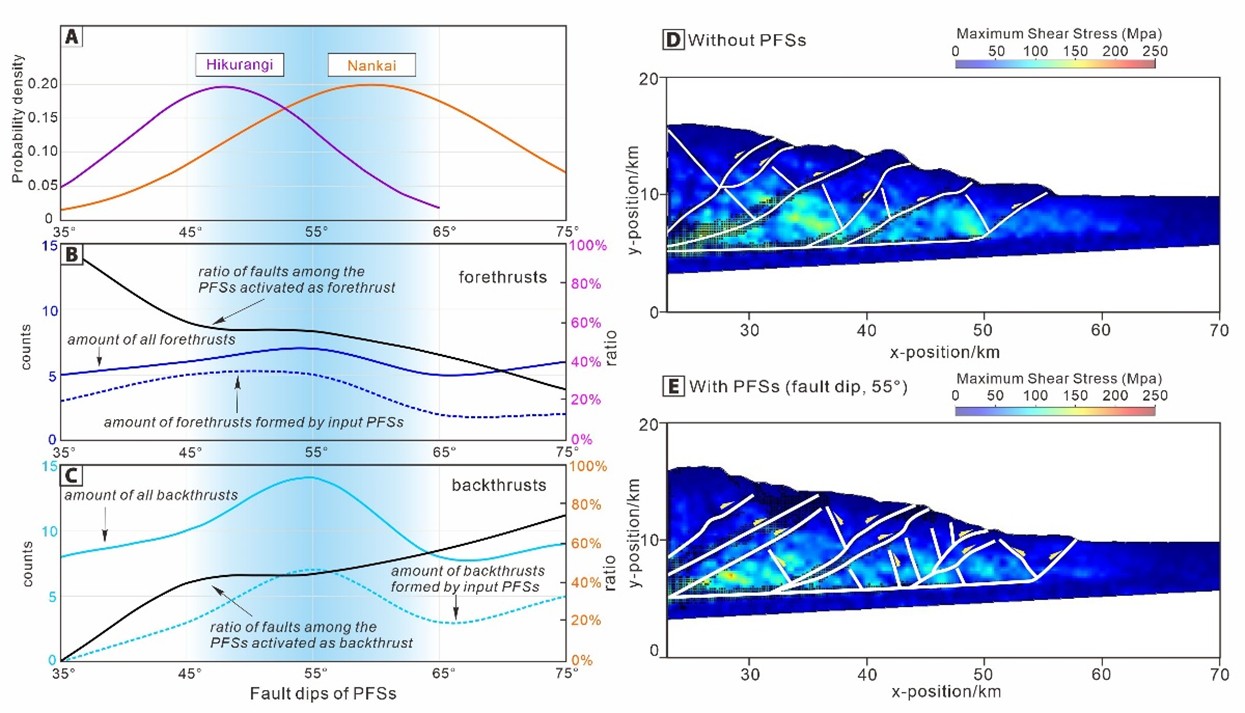 A
Hikurangi
Nankai
Probability density
0.20
0.15
0.10
0.05
0
35°
45°
55°
65°
75°
B
forethrusts
ratio of faults among the
PFSs activated as forethrust
amount of all forethrusts
amount of forethrusts formed by input PFSs
counts
15
10
5
0
100%
80%
60%
40%
20%
0%
ratio
35°
45°
55°
65°
75°
C
backthrusts
amount of all backthrusts
amount of backthrusts
formed by input PFSs
ratio of faults among the
PFSs activated as backthrust
counts
15
10
5
0
100%
80%
60%
40%
20%
0%
ratio
35°
45°
55°
65°
75°
Fault dips of PFSs
D Without PFSs
Maximum Shear Stress (Mpa)
0 50 100 150 200 250
20
10
0
y-position/km
30 40 50 60 70
x-position/km
E With PFSs (fault dip, 55°)
Maximum Shear Stress (Mpa)
0 50 100 150 200 250
20
10
0
y-position/km
30 40 50 60 70
x-position/km